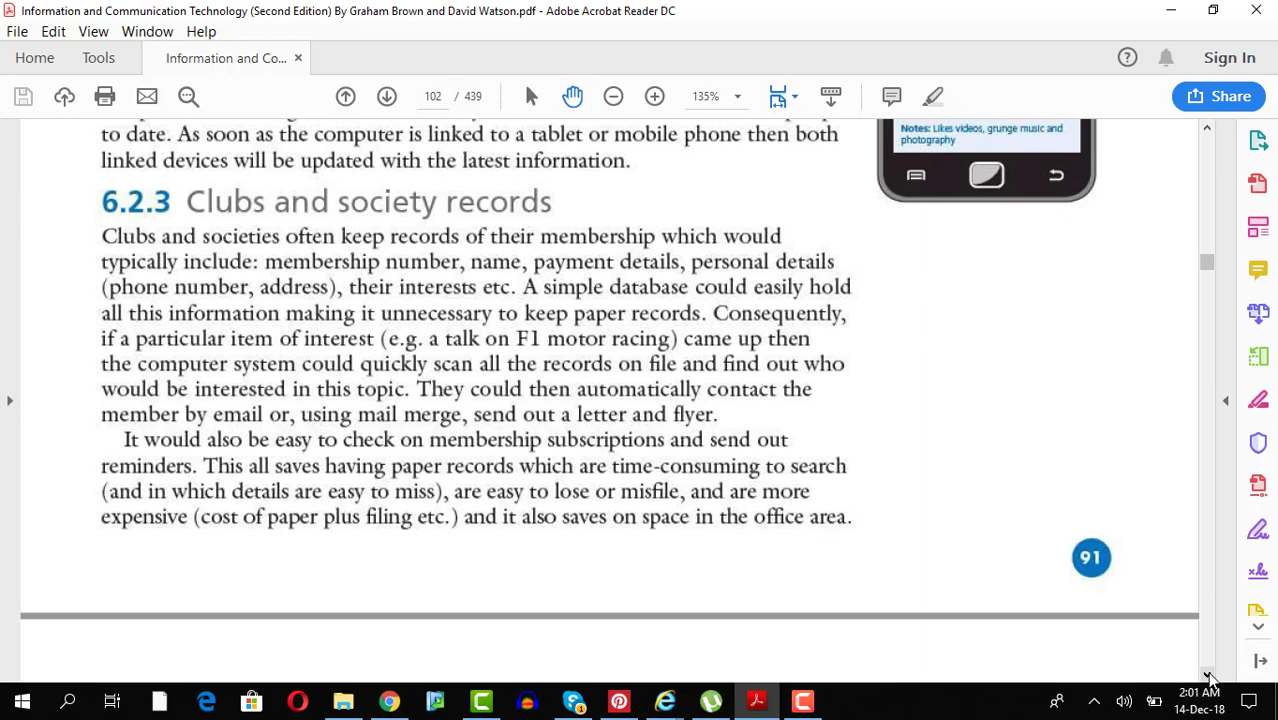 Information and Communication Technology (Second Edition) By Graham Brown and David Watson.pdf - Adobe Acrobat Reader DC
File Edit View Window Help
Home Tools Information and Co... ×
? Sign In
102 / 439 135% Share
to date. As soon as the computer is linked to a tablet or mobile phone then both
linked devices will be updated with the latest information.
Notes: Likes videos, grunge music and
photography
6.2.3 Clubs and society records
Clubs and societies often keep records of their membership which would
typically include: membership number, name, payment details, personal details
(phone number, address), their interests etc. A simple database could easily hold
all this information making it unnecessary to keep paper records. Consequently,
if a particular item of interest (e.g. a talk on F1 motor racing) came up then
the computer system could quickly scan all the records on file and find out who
would be interested in this topic. They could then automatically contact the
member by email or, using mail merge, send out a letter and flyer.
It would also be easy to check on membership subscriptions and send out
reminders. This all saves having paper records which are time-consuming to search
(and in which details are easy to miss), are easy to lose or misfile, and are more
expensive (cost of paper plus filing etc.) and it also saves on space in the office area.
91
2:01 AM
14-Dec-18